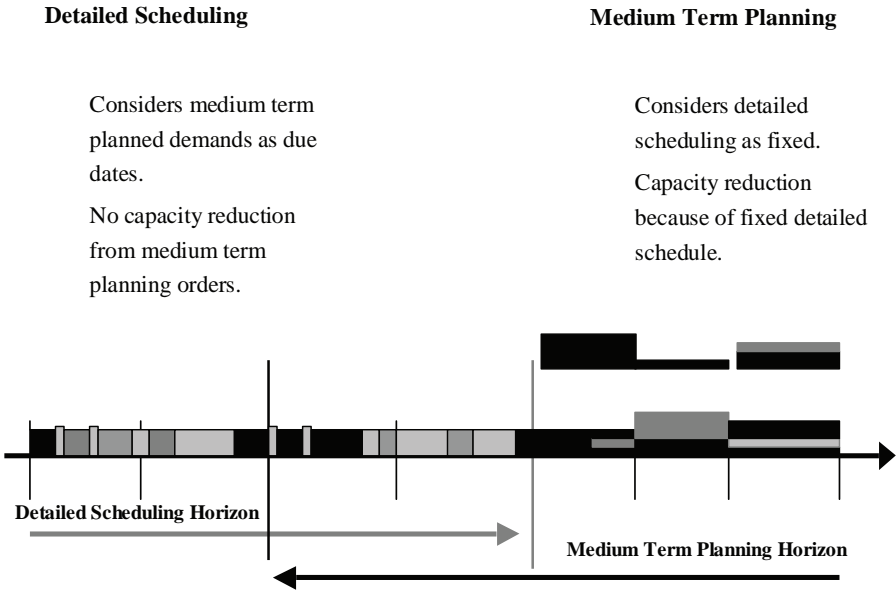 Detailed Scheduling
Medium Term Planning
Considers medium term
planned demands as due
dates.
No capacity reduction
from medium term
planning orders.
Considers detailed
scheduling as fixed.
Capacity reduction
because of fixed detailed
schedule.
Detailed Scheduling Horizon
Medium Term Planning Horizon